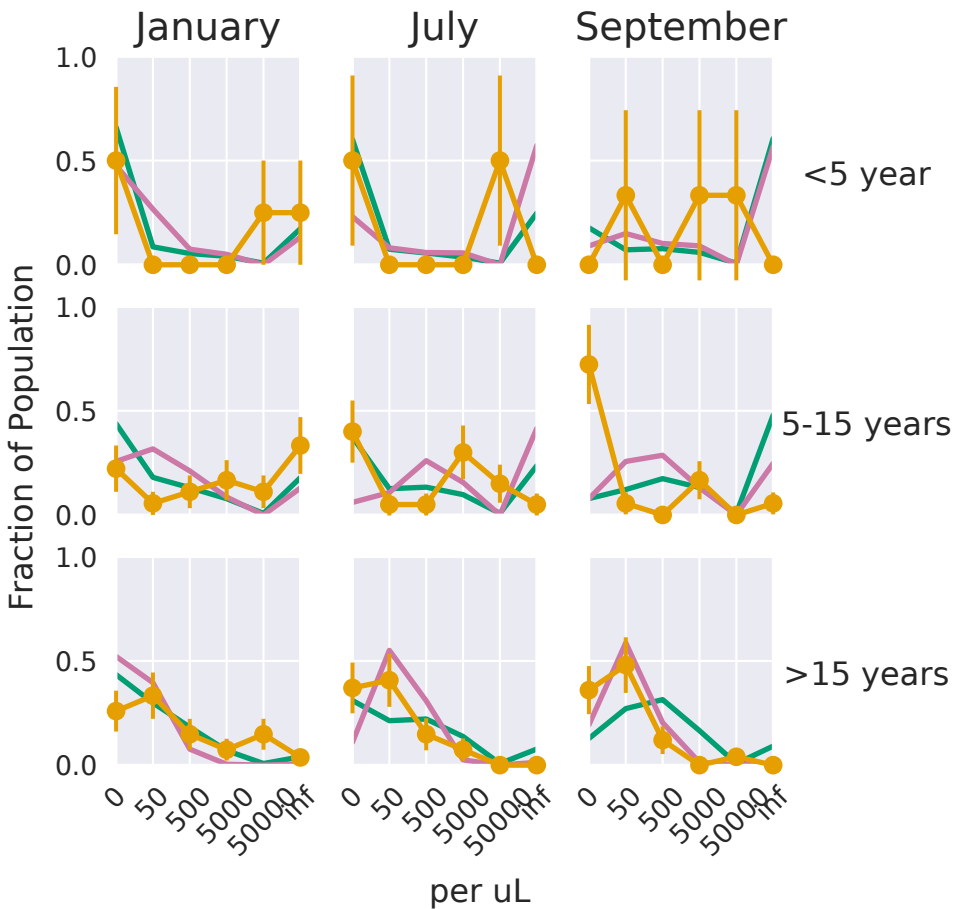 January July September
1.0
0.5
0.0
<5 year
1.0
0.5
0.0
5-15 years
1.0
0.5
0.0
>15 years
Fraction of Population
0 50 500 5000 50000 inf 0 50 500 5000 50000 inf 0 50 500 5000 50000 inf
per uL